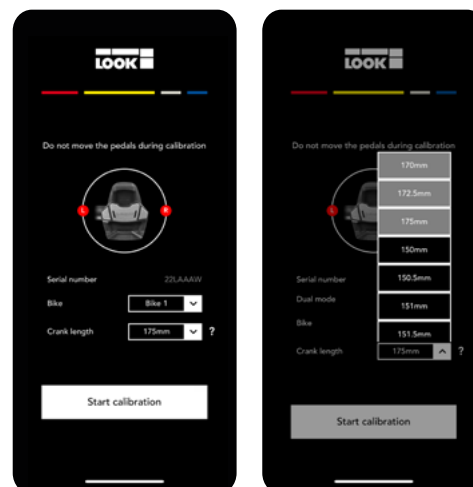 LOOK
Do not move the pedals during calibration
L
R
Serial number 22LAAAW
Bike Bike 1
Crank length 175mm ?
Start calibration
LOOK
Do not move the pedals during calibration
170mm
172.5mm
175mm
150mm
150.5mm
151mm
151.5mm
L
Serial number
Dual mode
Bike
Crank length 175mm ?
Start calibration